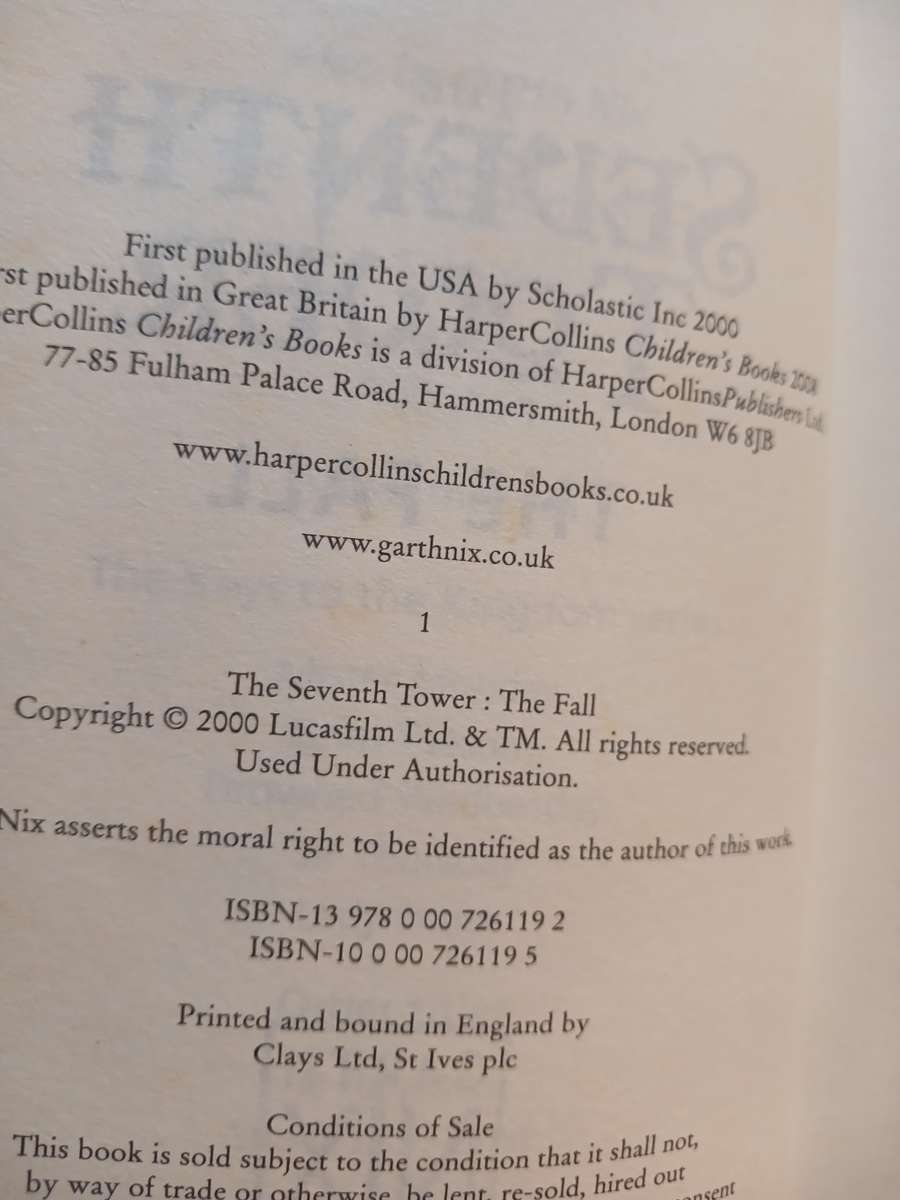 First published in the USA by Scholastic Inc 2000
rst published in Great Britain by HarperCollins Children's Books
erCollins Children's Books is a division of HarperCollinsPublishers Ltd.
77-85 Fulham Palace Road, Hammersmith, London W6 8JB
www.harpercollinschildrensbooks.co.uk
www.garthnix.co.uk
1
The Seventh Tower : The Fall
Copyright © 2000 Lucasfilm Ltd. & TM. All rights reserved.
Used Under Authorisation.
Nix asserts the moral right to be identified as the author of this work.
ISBN-13 978 0 00 726119 2
ISBN-10 0 00 726119 5
Printed and bound in England by
Clays Ltd, St Ives plc
Conditions of Sale
This book is sold subject to the condition that it shall not,
by way of trade or otherwise, be lent, re-sold, hired out
onsent